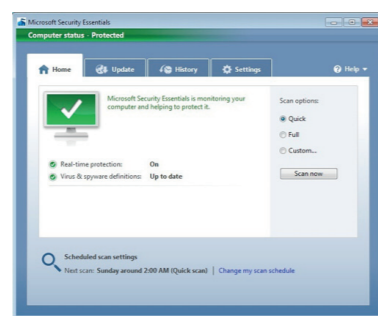 Microsoft Security Essentials
Computer status - Protected
Home
Update
History
Settings
Help
Microsoft Security Essentials is monitoring your
computer and helping to protect it.
Real-time protection: On
Virus & spyware definitions: Up to date
Scan options:
Quick
Full
Custom...
Scan now
Scheduled scan settings
Next scan: Sunday around 2:00 AM (Quick scan) | Change my scan schedule